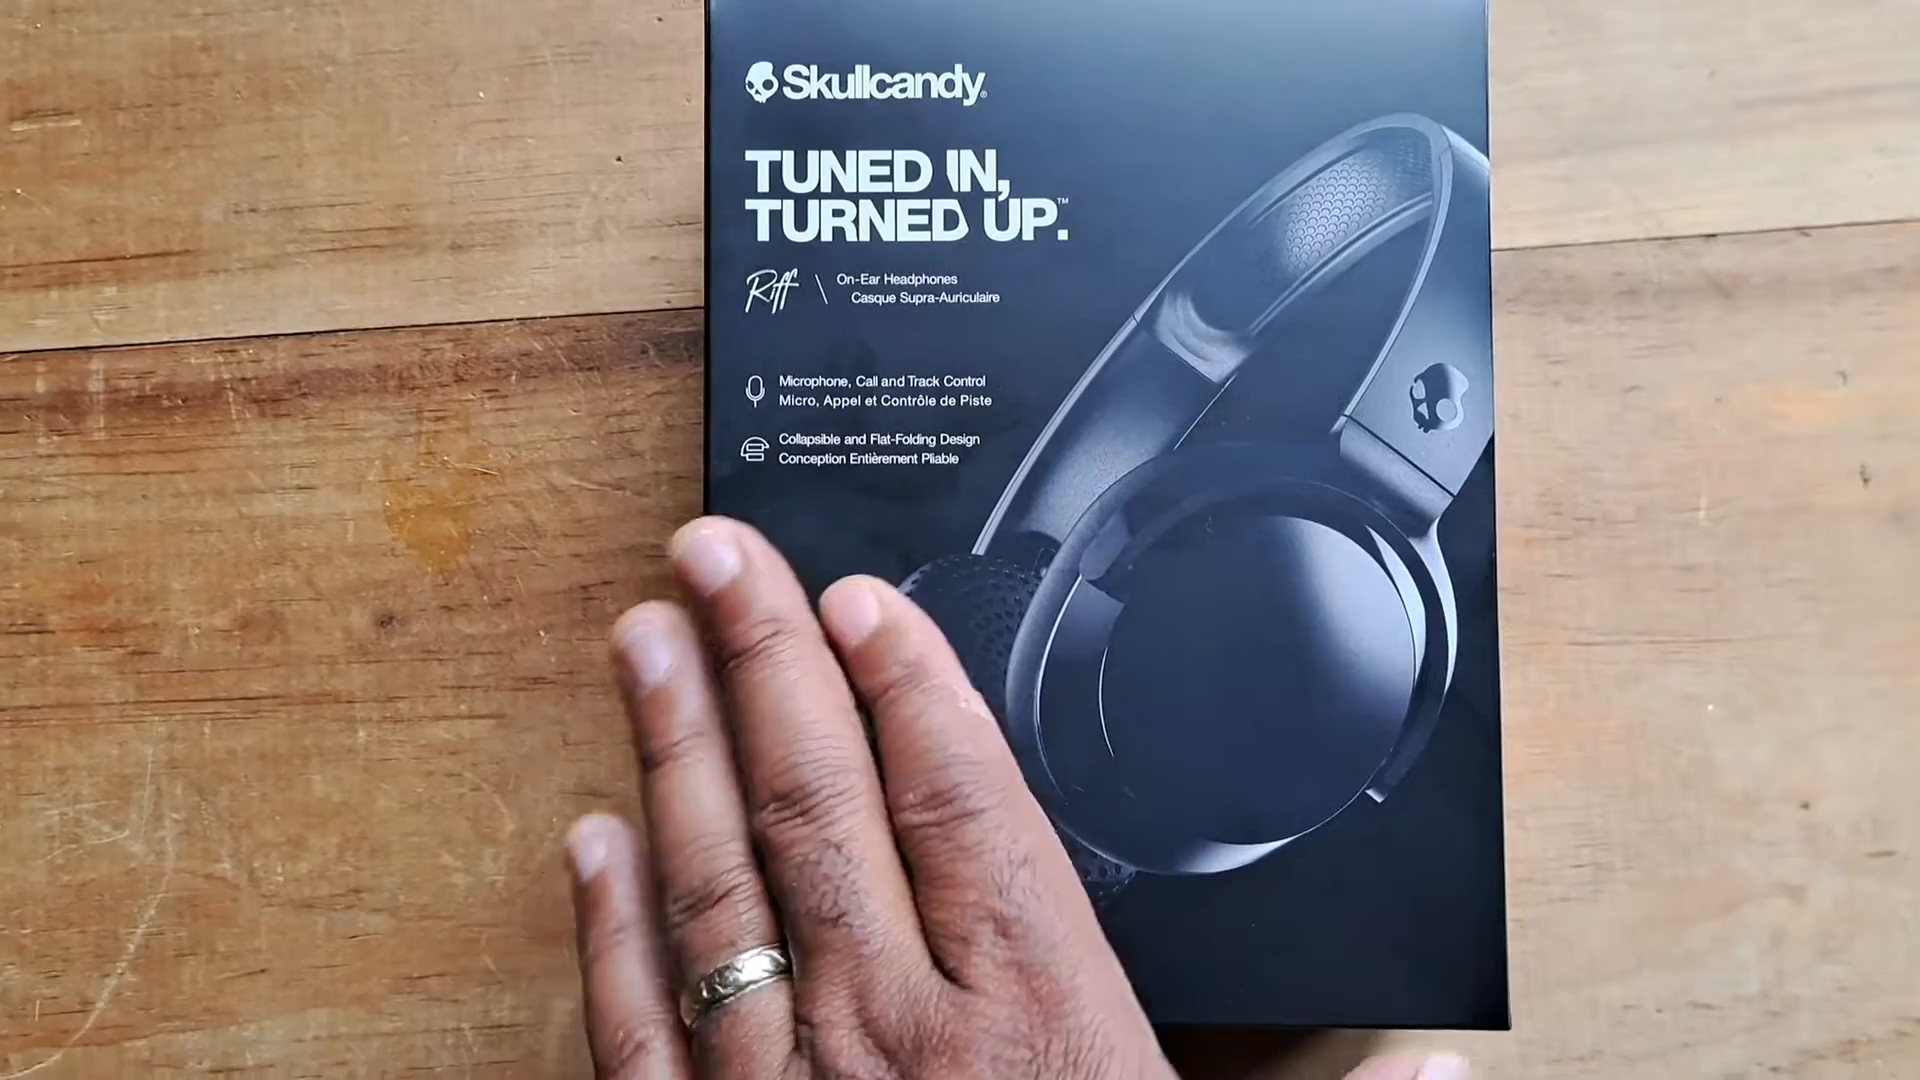 Skullcandy®
TUNED IN,
TURNED UP.™
Riff \ On-Ear Headphones
Casque Supra-Auriculaire
Microphone, Call and Track Control
Micro, Appel et Contrôle de Piste
Collapsible and Flat-Folding Design
Conception Entièrement Pliable